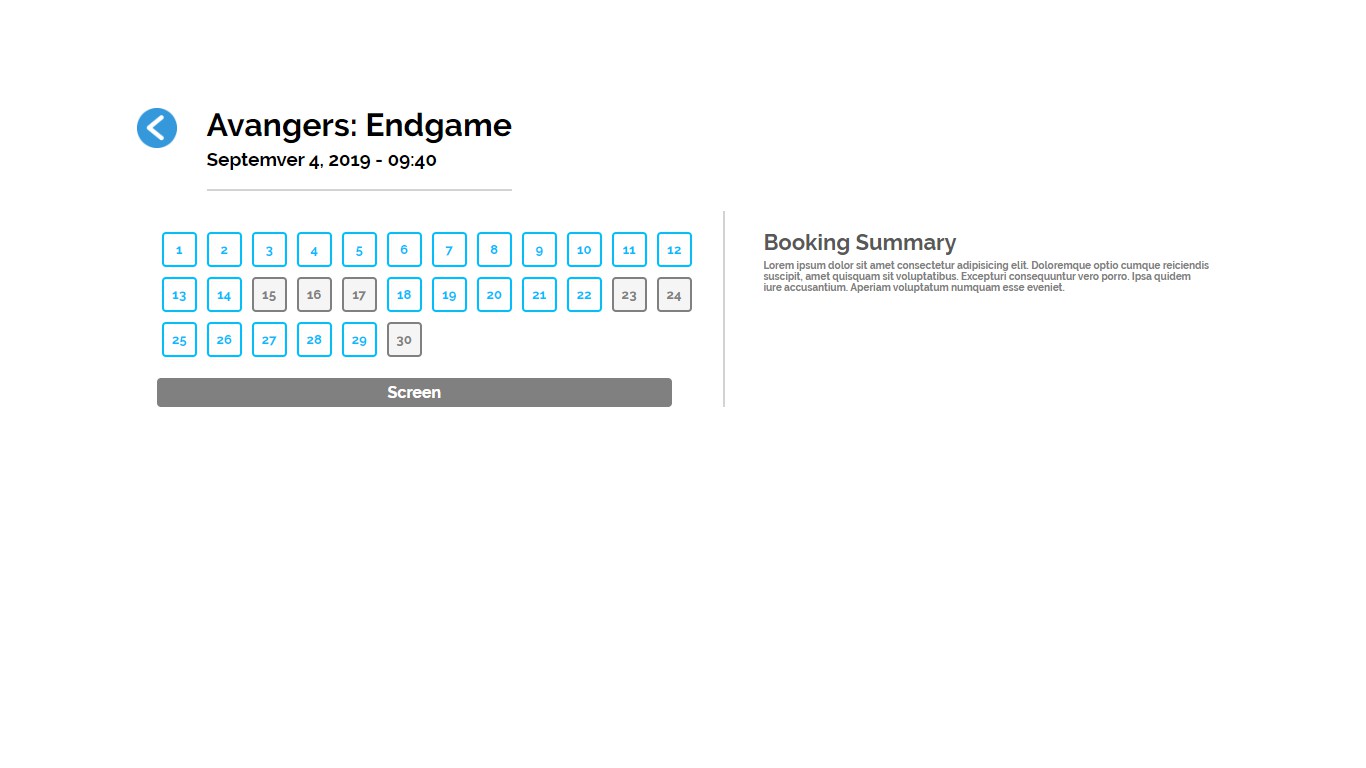 Avangers: Endgame
Septemver 4, 2019 - 09:40
1 2 3 4 5 6 7 8 9 10 11 12
13 14 15 16 17 18 19 20 21 22 23 24
25 26 27 28 29 30
Screen
Booking Summary
Lorem ipsum dolor sit amet consectetur adipisicing elit. Doloremque optio cumque reiciendis
suscipit, amet quisquam sit voluptatibus. Excepturi consequuntur vero porro. Ipsa quidem
iure accusantium. Aperiam voluptatum numquam esse eveniet.